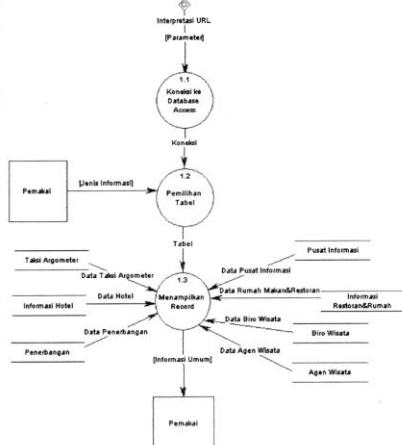 Interpretasi URL
[Parameter]
1.1
Koneksi ke
Database
Access
Koneksi
Pemakai
[Jenis Informasi]
1.2
Pemilihan
Tabel
Tabel
Taksi Argometer
Data Taksi Argometer
Informasi Hotel
Data Hotel
Penerbangan
Data Penerbangan
1.3
Menampilkan
Record
Pusat Informasi
Data Pusat Informasi
Data Rumah Makan&Restoran
Informasi
Restoran&Rumah
Data Biro Wisata
Biro Wisata
Data Agen Wisata
Agen Wisata
[Informasi Umum]
Pemakai